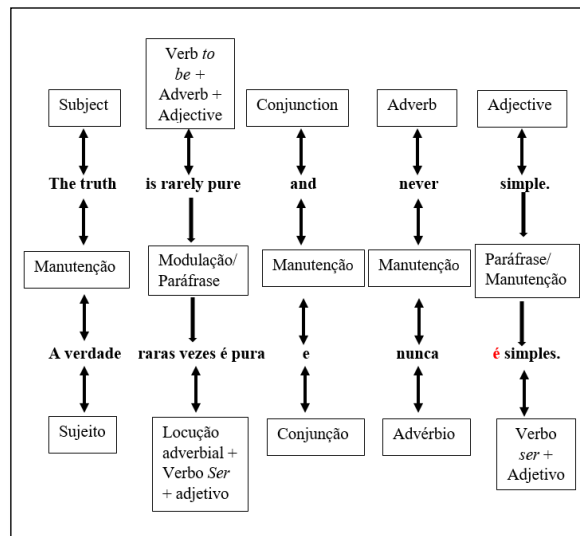 Subject
Verb to
be +
Adverb +
Adjective
Conjunction
Adverb
Adjective
The truth
is rarely pure
and
never
simple.
Manutenção
Modulação/
Paráfrase
Manutenção
Manutenção
Paráfrase/
Manutenção
A verdade
raras vezes é pura
e
nunca
é simples.
Sujeito
Locução
adverbial +
Verbo Ser
+ adjetivo
Conjunção
Advérbio
Verbo
ser +
Adjetivo